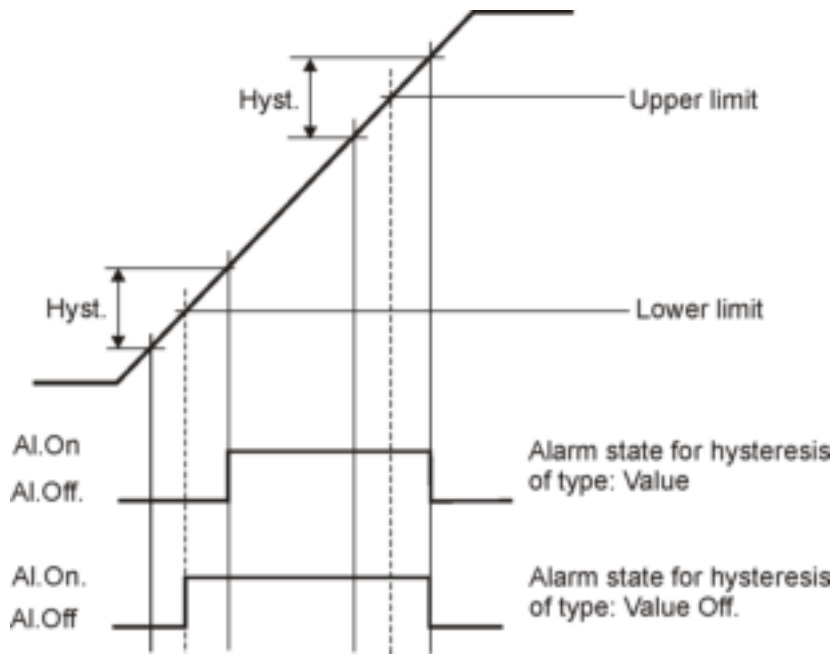 Hyst.
Upper limit
Hyst.
Lower limit
Al.On
Al.Off.
Alarm state for hysteresis
of type: Value
Al.On.
Al.Off
Alarm state for hysteresis
of type: Value Off.